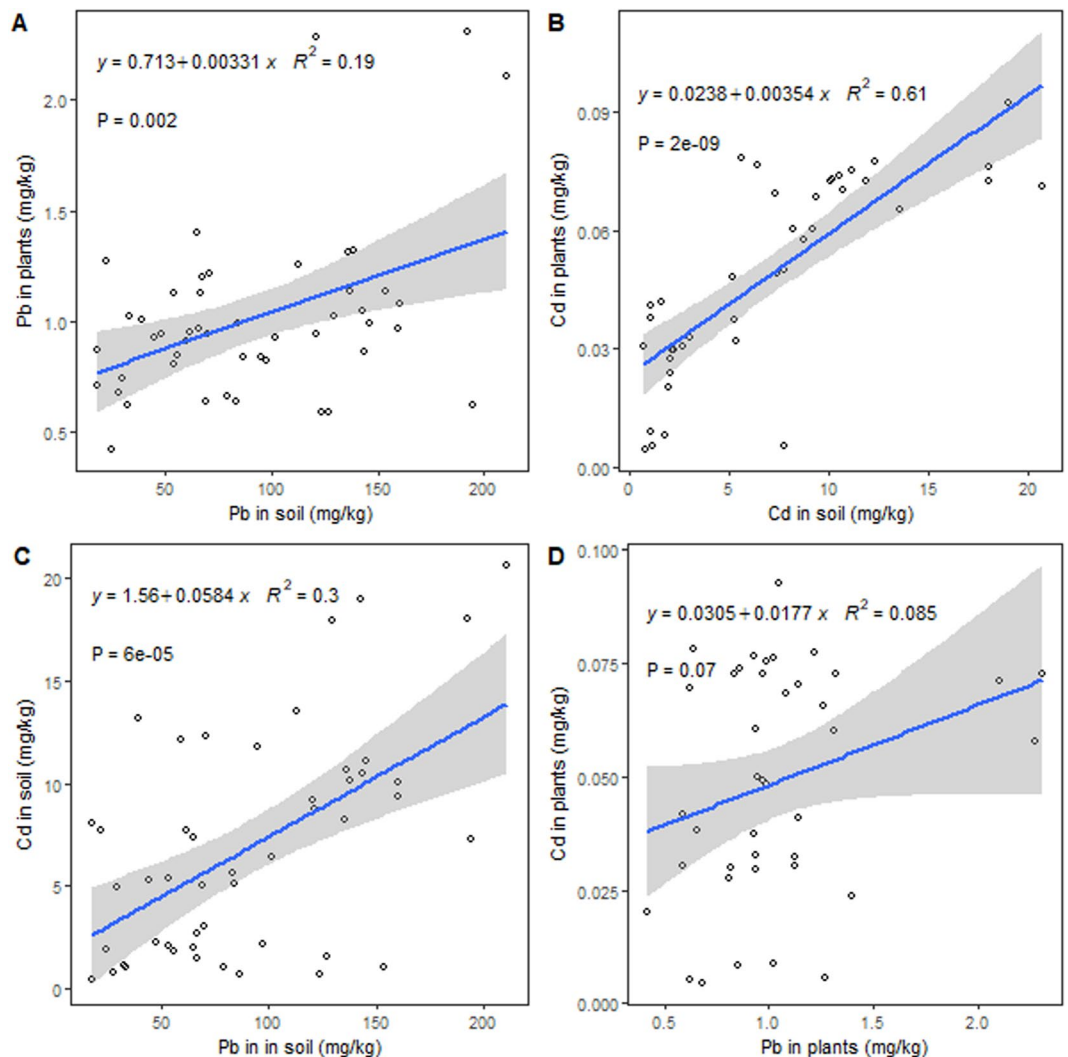 A
y = 0.713+0.00331 x R² = 0.19
P = 0.002
Pb in plants (mg/kg)
2.0
1.5
1.0
0.5
50 100 150 200
Pb in soil (mg/kg)
B
y = 0.0238+0.00354 x R² = 0.61
P = 2e-09
Cd in plants (mg/kg)
0.09
0.06
0.03
0.00
0 5 10 15 20
Cd in soil (mg/kg)
C
y = 1.56+0.0584 x R² = 0.3
P = 6e-05
Cd in soil (mg/kg)
20
15
10
5
0
50 100 150 200
Pb in in soil (mg/kg)
D
y = 0.0305+0.0177 x R² = 0.085
P = 0.07
Cd in plants (mg/kg)
0.100
0.075
0.050
0.025
0.000
0.5 1.0 1.5 2.0
Pb in plants (mg/kg)